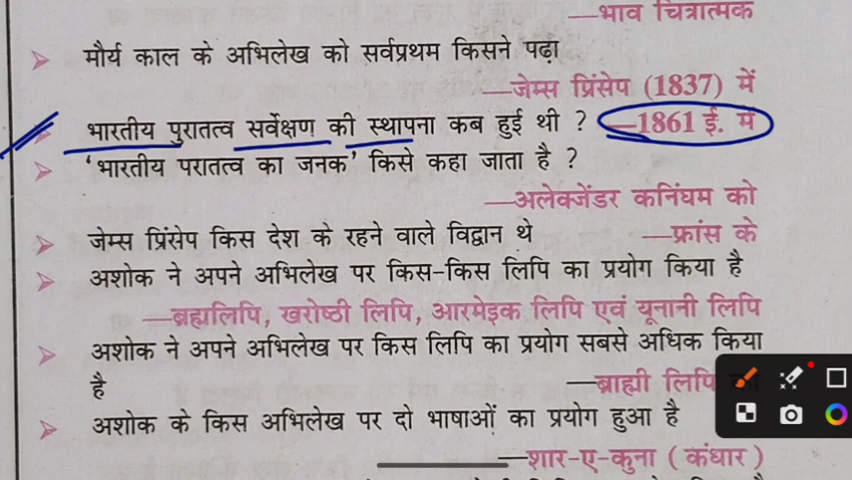 —भाव चित्रात्मक
मौर्य काल के अभिलेख को सर्वप्रथम किसने पढ़ा
—जेम्स प्रिंसेप (1837) में
भारतीय पुरातत्व सर्वेक्षण की स्थापना कब हुई थी ? —1861 ई. में
‘भारतीय परातत्व का जनक’ किसे कहा जाता है ?
—अलेक्जेंडर कनिंघम को
जेम्स प्रिंसेप किस देश के रहने वाले विद्वान थे —फ्रांस के
अशोक ने अपने अभिलेख पर किस-किस लिपि का प्रयोग किया है
—ब्रह्मलिपि, खरोष्ठी लिपि, आरमेइक लिपि एवं यूनानी लिपि
अशोक ने अपने अभिलेख पर किस लिपि का प्रयोग सबसे अधिक किया
है —ब्राह्मी लिपि
अशोक के किस अभिलेख पर दो भाषाओं का प्रयोग हुआ है
—शार-ए-कुना ( कंधार )